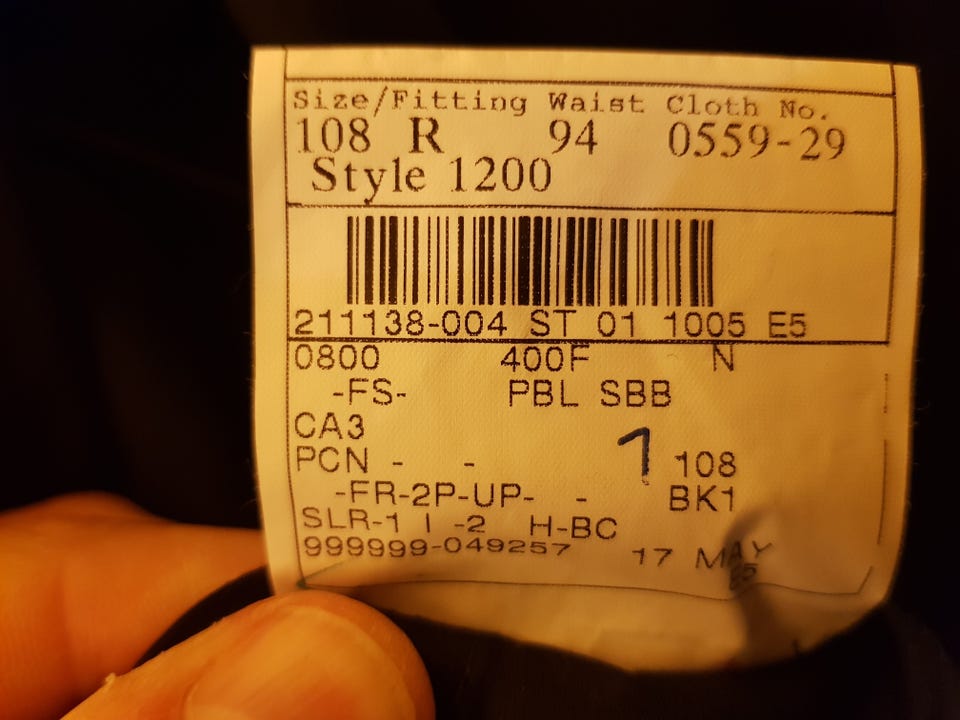 Size/Fitting Waist Cloth No.
108 R 94 0559-29
Style 1200
211138-004 ST 01 1005 E5
0800 400F N
-FS- PBL SBB
CA3
PCN - - 1 108
-FR-2P-UP- - BK1
SLR-1 I -2 H-BC
999999-049257 17 MAY